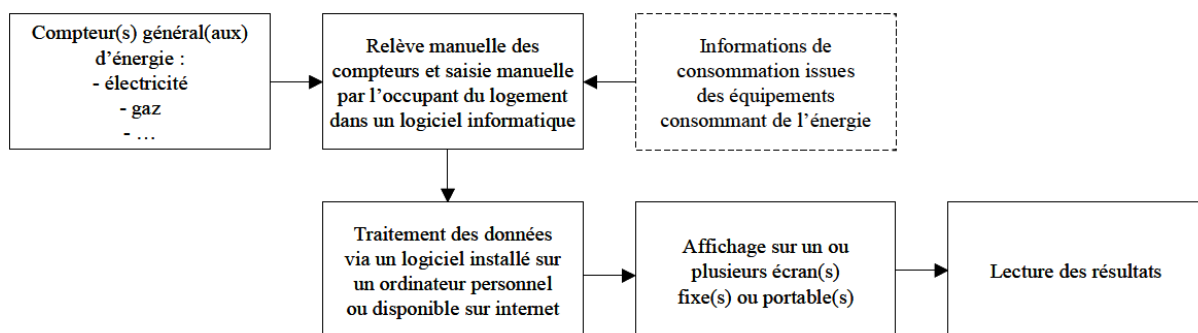 Compteur(s) général(aux)
d’énergie :
- électricité
- gaz
- …
Relève manuelle des
compteurs et saisie manuelle
par l’occupant du logement
dans un logiciel informatique
Informations de
consommation issues
des équipements
consommant de l’énergie
Traitement des données
via un logiciel installé sur
un ordinateur personnel
ou disponible sur internet
Affichage sur un ou
plusieurs écran(s)
fixe(s) ou portable(s)
Lecture des résultats